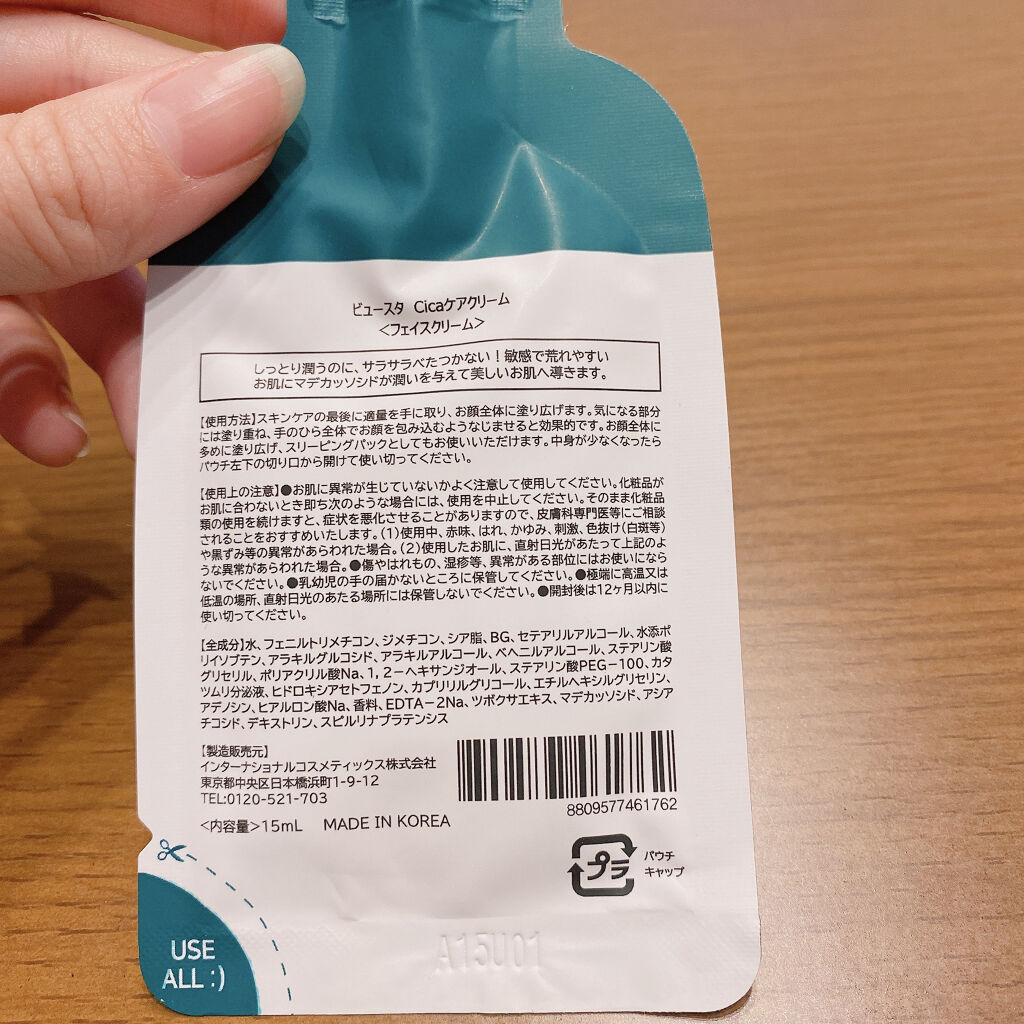 ビュースタ Cicaケアクリーム
<フェイスクリーム>
しっとり潤うのに、サラサラべたつかない！敏感で荒れやすい
お肌にマデカッソシドが潤いを与えて美しいお肌へ導きます。
【使用方法】スキンケアの最後に適量を手に取り、お顔全体に塗り広げます。気になる部分
には塗り重ね、手のひら全体でお顔を包み込むようなじませると効果的です。お顔全体に
多めに塗り広げ、スリーピングパックとしてもお使いいただけます。中身が少なくなったら
パウチ左下の切り口から開けて使い切ってください。
【使用上の注意】●お肌に異常が生じていないかよく注意して使用してください。化粧品が
お肌に合わないとき即ち次のような場合には、使用を中止してください。そのまま化粧品
類の使用を続けますと、症状を悪化させることがありますので、皮膚科専門医等にご相談
されることをおすすめいたします。(1)使用中、赤味、はれ、かゆみ、刺激、色抜け(白斑等)
や黒ずみ等の異常があらわれた場合。(2)使用したお肌に、直射日光があたって上記のよ
うな異常があらわれた場合。●傷やはれもの、湿疹等、異常がある部位にはお使いになら
ないでください。●乳幼児の手の届かないところに保管してください。●極端に高温又は
低温の場所、直射日光のあたる場所には保管しないでください。●開封後は12ヶ月以内に
使い切ってください。
【全成分】水、フェニルトリメチコン、ジメチコン、シア脂、BG、セテアリルアルコール、水添ポ
リイソブテン、アラキルグルコシド、アラキルアルコール、ベヘニルアルコール、ステアリン酸
グリセリル、ポリアクリル酸Na、1，2－ヘキサンジオール、ステアリン酸PEG－100、カタ
ツムリ分泌液、ヒドロキシアセトフェノン、カプリリルグリコール、エチルヘキシルグリセリン、
アデノシン、ヒアルロン酸Na、香料、EDTA－2Na、ツボクサエキス、マデカッソシド、アシア
チコシド、デキストリン、スピルリナプラテンシス
【製造販売元】
インターナショナルコスメティックス株式会社
東京都中央区日本橋浜町1-9-12
TEL:0120-521-703
<内容量>15mL MADE IN KOREA
8809577461762
プラ
パウチ
キャップ
A15U01
USE
ALL :)